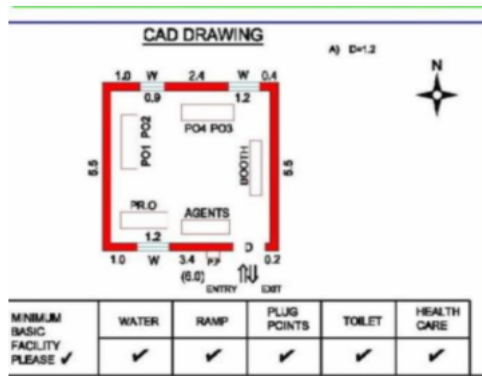 CAD DRAWING
A) D=1.2
N
1.0 W 2.4 W 0.4
0.9 1.2
PO4 PO3
PO1 PO2
BOOTH
5.5
5.5
PR.O
AGENTS
1.2
D
1.0 W 3.4 P.P 0.2
(6.0)
ENTRY EXIT
MINIMUM BASIC FACILITY PLEASE ✔
WATER RAMP PLUG POINTS TOILET HEALTH CARE
✔ ✔ ✔ ✔ ✔